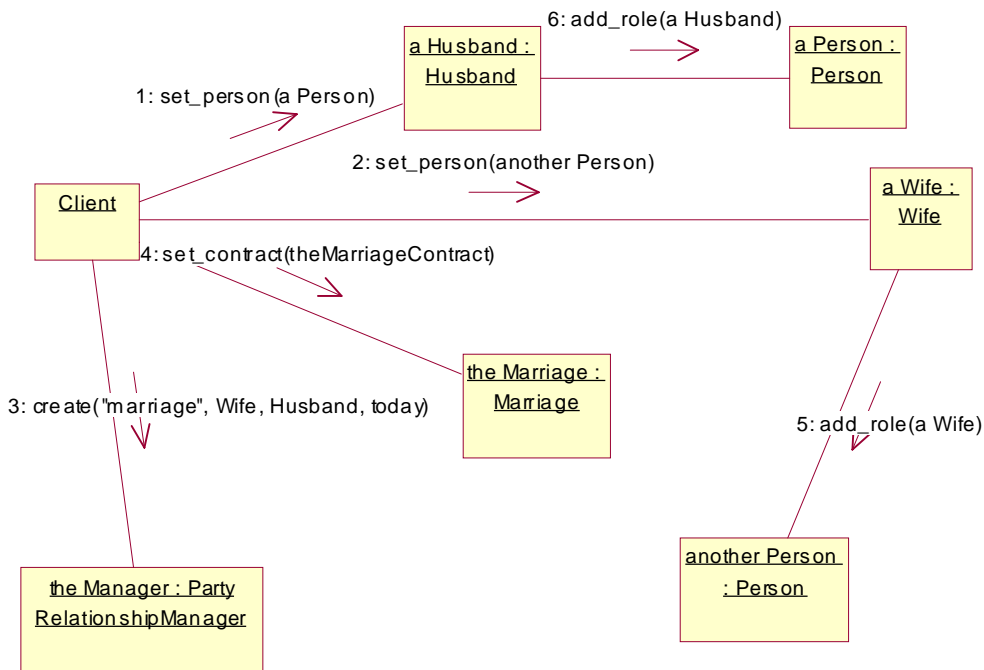 6: add_role(a Husband)
a Husband :
Husband
a Person :
Person
1: set_person(a Person)
2: set_person(another Person)
Client
a Wife :
Wife
4: set_contract(theMarriageContract)
the Marriage :
Marriage
3: create("marriage", Wife, Husband, today)
5: add_role(a Wife)
another Person
: Person
the Manager : Party
RelationshipManager